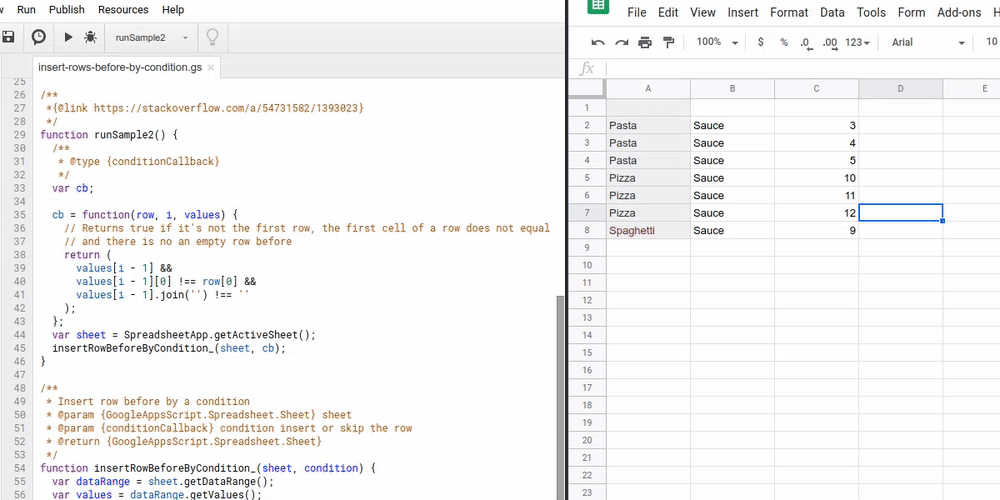 Run Publish Resources Help
runSample2
insert-rows-before-by-condition.gs ×
25
26 /**
27 *{@link https://stackoverflow.com/a/54731582/1393023}
28 */
29 function runSample2() {
30 /**
31 * @type {conditionCallback}
32 */
33 var cb;
34
35 cb = function(row, i, values) {
36 // Returns true if it's not the first row, the first cell of a row does not equal
37 // and there is no an empty row before
38 return (
39 values[i - 1] &&
40 values[i - 1][0] !== row[0] &&
41 values[i - 1].join('') !== ''
42 );
43 };
44 var sheet = SpreadsheetApp.getActiveSheet();
45 insertRowBeforeByCondition_(sheet, cb);
46 }
47
48 /**
49 * Insert row before by a condition
50 * @param {GoogleAppsScript.Spreadsheet.Sheet} sheet
51 * @param {conditionCallback} condition insert or skip the row
52 * @return {GoogleAppsScript.Spreadsheet.Sheet}
53 */
54 function insertRowBeforeByCondition_(sheet, condition) {
55 var dataRange = sheet.getDataRange();
56 var values = dataRange.getValues();
File Edit View Insert Format Data Tools Form Add-ons H
100% $ % .0 .00 123 Arial 10
fx
A B C D E
1
2 Pasta Sauce 3
3 Pasta Sauce 4
4 Pasta Sauce 5
5 Pizza Sauce 10
6 Pizza Sauce 11
7 Pizza Sauce 12
8 Spaghetti Sauce 9
9
10
11
12
13
14
15
16
17
18
19
20
21
22
23